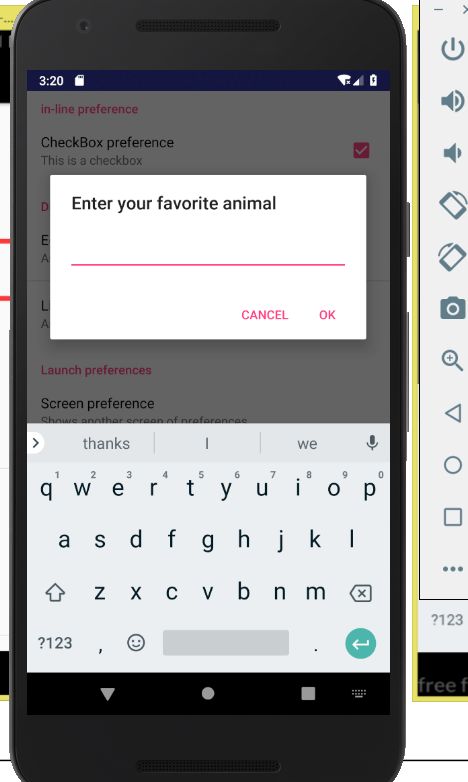 3:20
in-line preference
CheckBox preference
This is a checkbox
D
Enter your favorite animal
E
A
CANCEL OK
L
A
Launch preferences
Screen preference
Shows another screen of preferences
thanks I we
1 2 3 4 5 6 7 8 9 0
q w e r t y u i o p
a s d f g h j k l
z x c v b n m
?123 , .
?123
free f